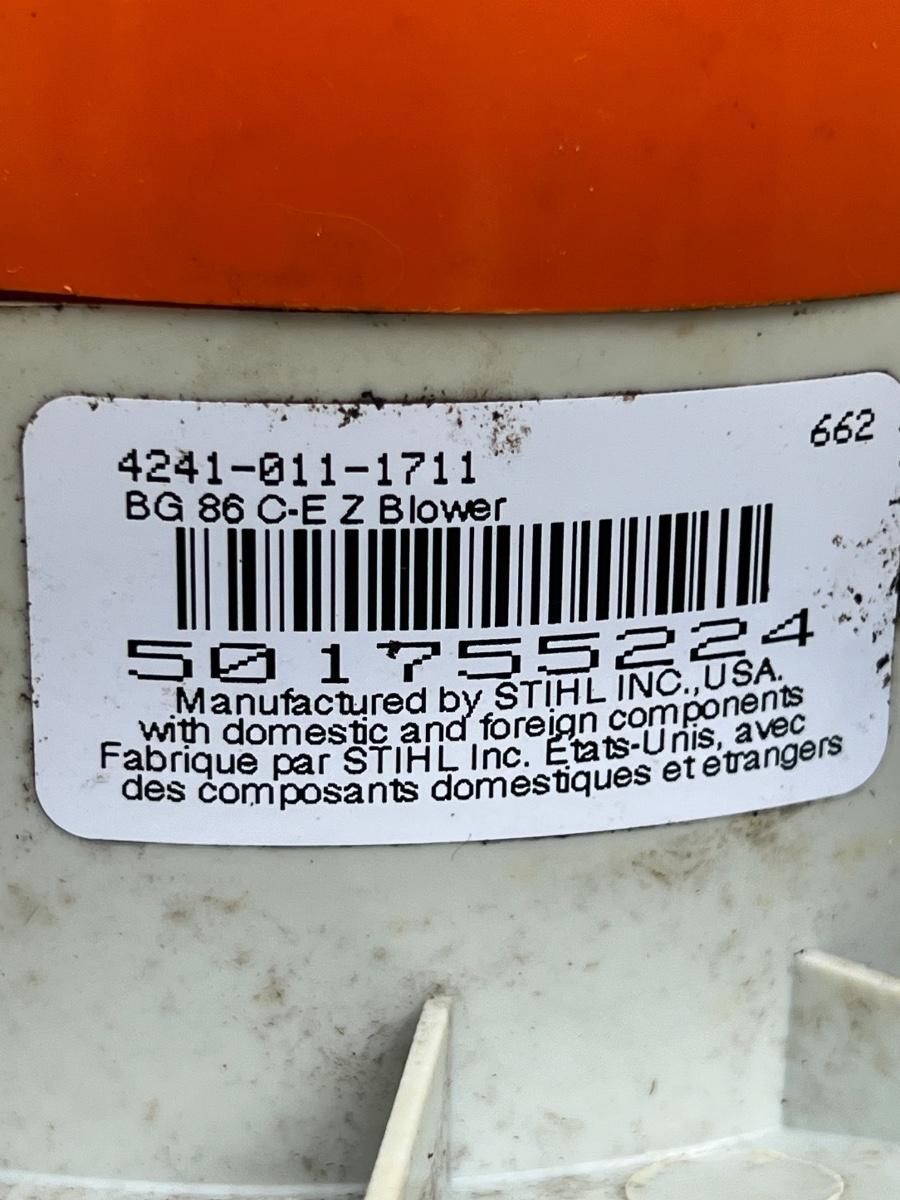 662
4241-011-1711
BG 86 C-E Z Blower
501755224
Manufactured by STIHL INC.,USA.
with domestic and foreign components
Fabrique par STIHL Inc. États-Unis, avec
des composants domestiques et etrangers